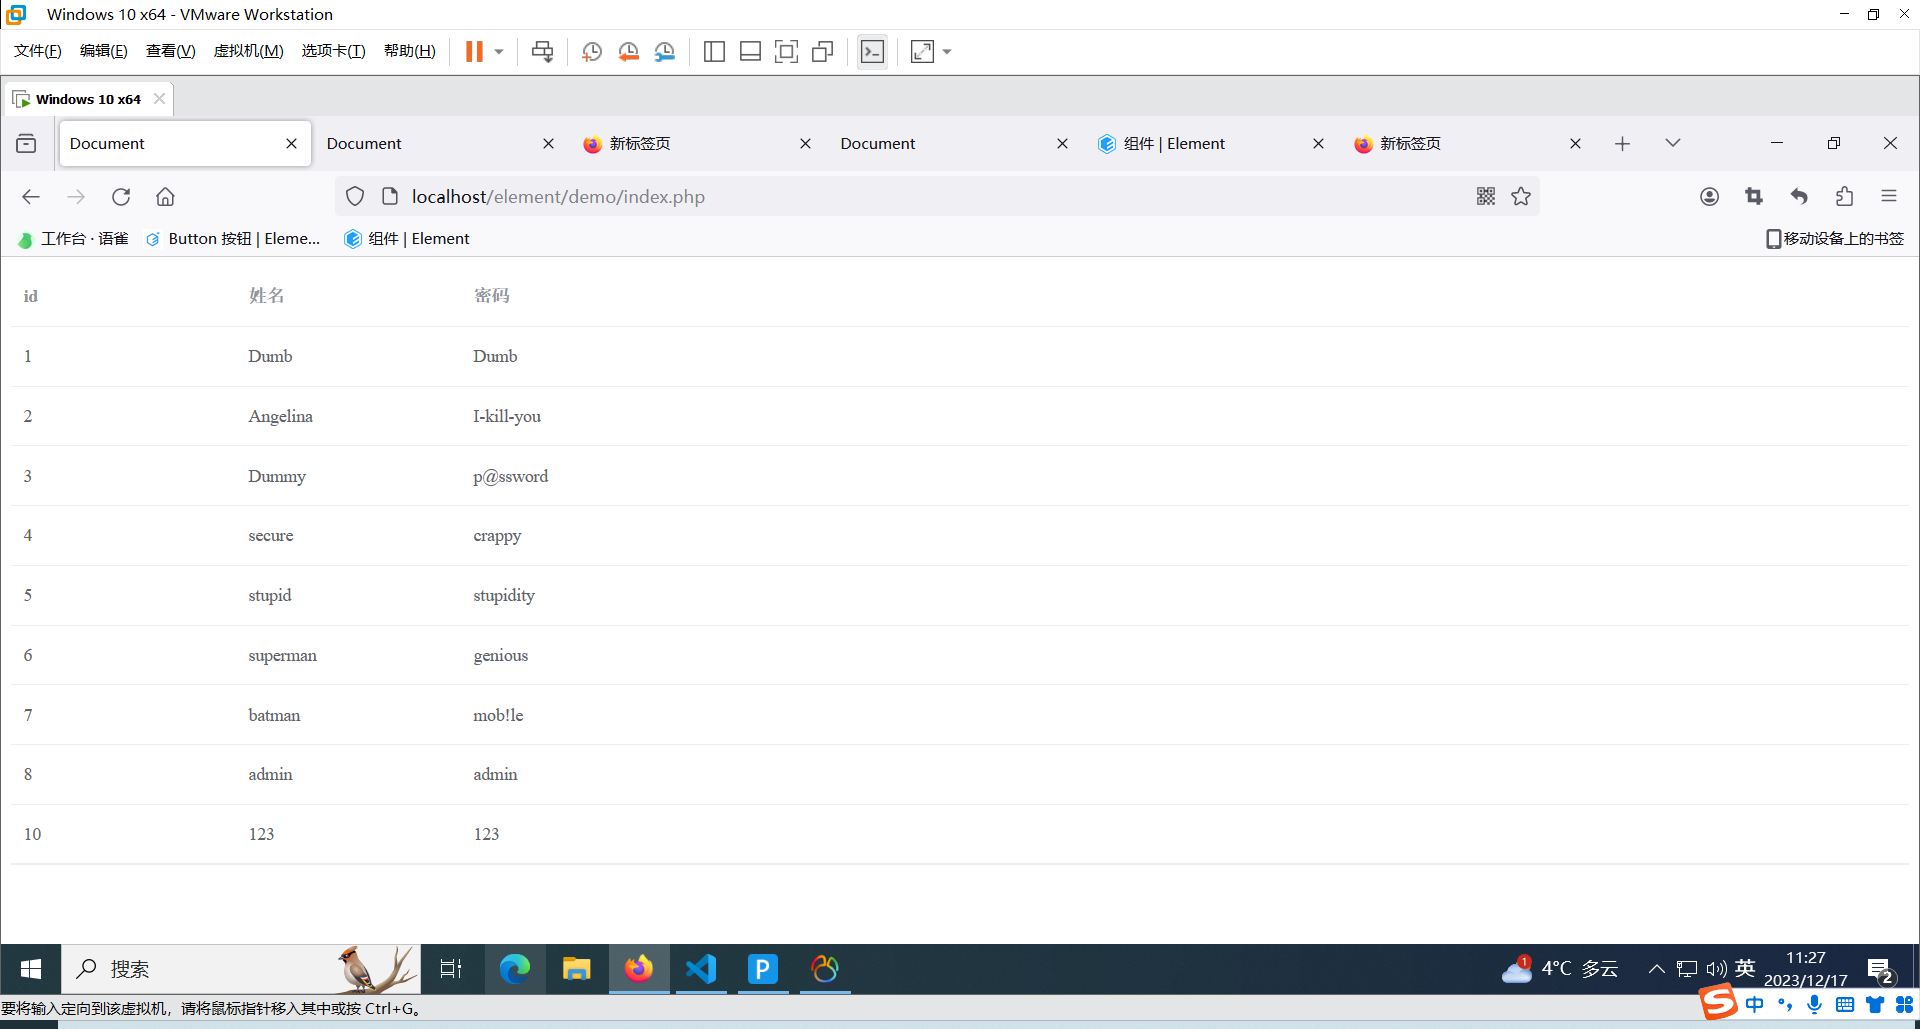 Windows 10 x64 - VMware Workstation
文件(F) 编辑(E) 查看(V) 虚拟机(M) 选项卡(T) 帮助(H)
Windows 10 x64
Document Document 新标签页 Document 组件 | Element 新标签页
localhost/element/demo/index.php
工作台 · 语雀 Button 按钮 | Eleme... 组件 | Element 移动设备上的书签
id 姓名 密码
1 Dumb Dumb
2 Angelina I-kill-you
3 Dummy p@ssword
4 secure crappy
5 stupid stupidity
6 superman genious
7 batman mob!le
8 admin admin
10 123 123
搜索 P 1 4°C 多云 英 11:27
2023/12/17 2
要将输入定向到该虚拟机，请将鼠标指针移入其中或按 Ctrl+G。 S 中